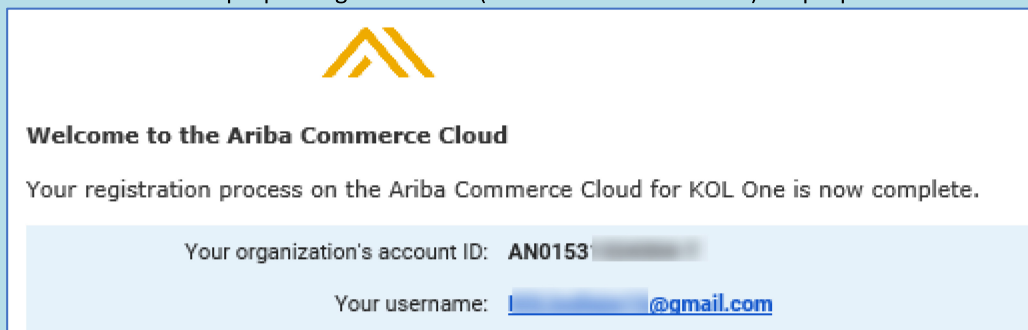 Welcome to the Ariba Commerce Cloud
Your registration process on the Ariba Commerce Cloud for KOL One is now complete.
Your organization's account ID: AN0153
Your username: @gmail.com